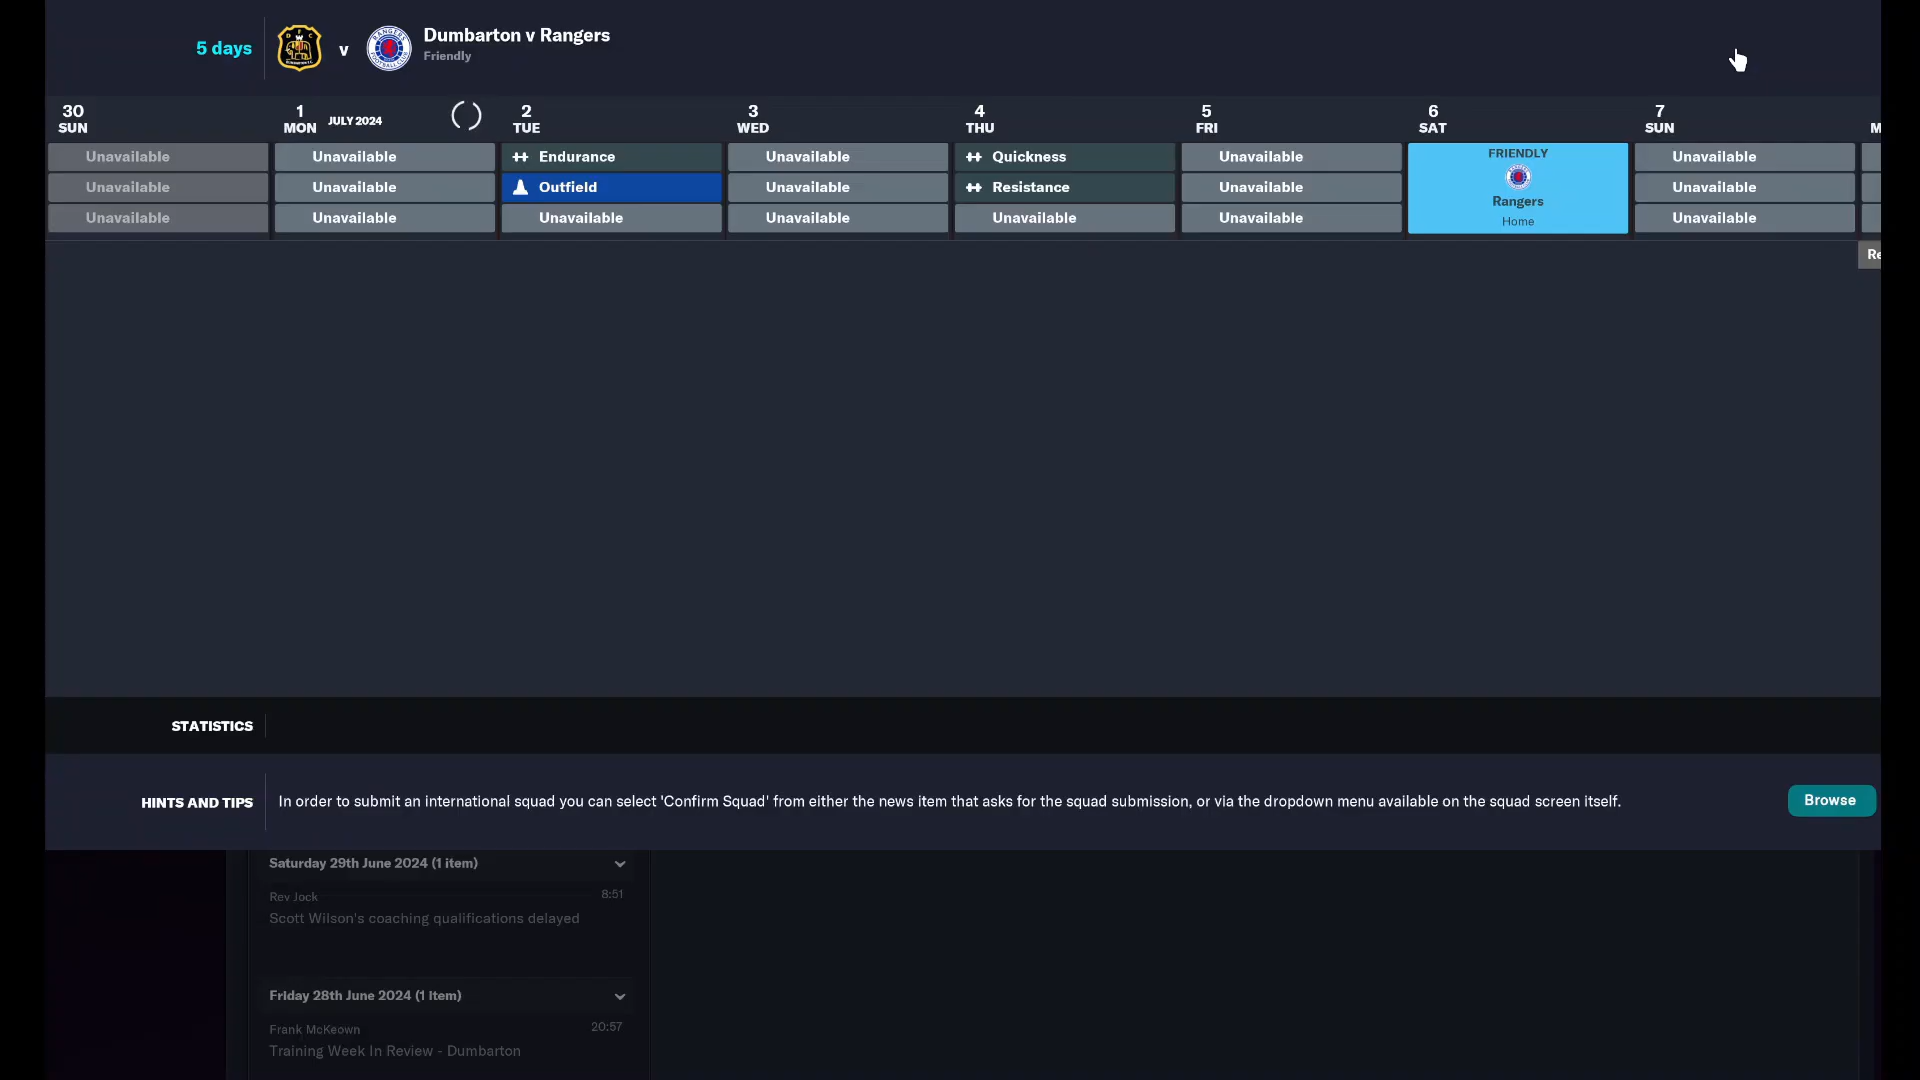 5 days
v
Dumbarton v Rangers
Friendly
30
SUN
1
MON
JULY 2024
2
TUE
3
WED
4
THU
5
FRI
6
SAT
7
SUN
M
Unavailable
Unavailable
Endurance
Unavailable
Quickness
Unavailable
FRIENDLY
Unavailable
Unavailable
Unavailable
Outfield
Unavailable
Resistance
Unavailable
Rangers
Unavailable
Unavailable
Unavailable
Unavailable
Unavailable
Unavailable
Unavailable
Home
Unavailable
Re
STATISTICS
HINTS AND TIPS
In order to submit an international squad you can select 'Confirm Squad' from either the news item that asks for the squad submission, or via the dropdown menu available on the squad screen itself.
Browse
Saturday 29th June 2024 (1 item)
Rev Jock
8:51
Scott Wilson's coaching qualifications delayed
Friday 28th June 2024 (1 item)
Frank McKeown
20:57
Training Week In Review - Dumbarton